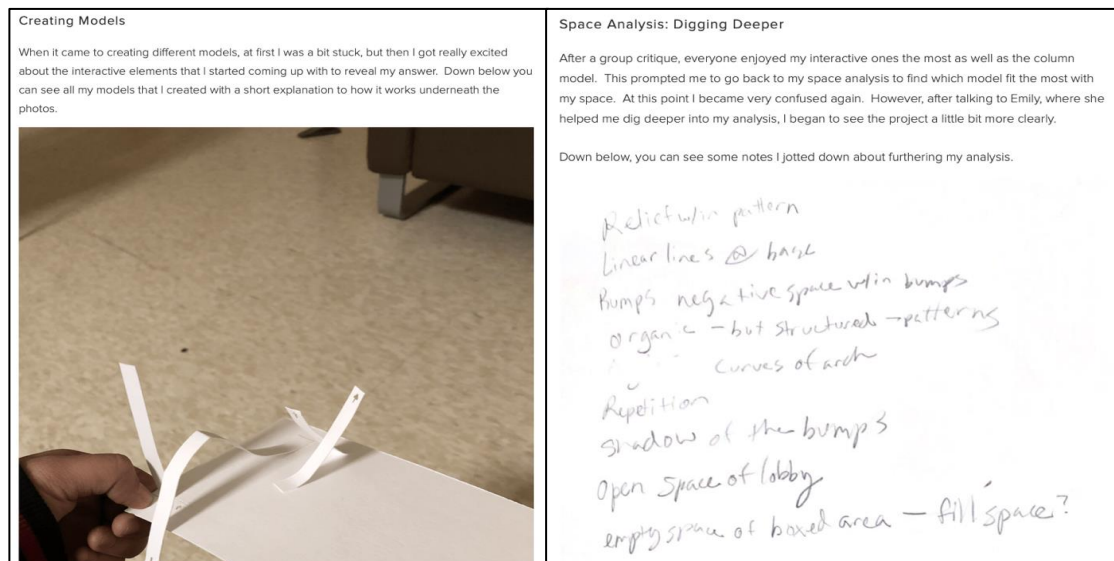 Creating Models
When it came to creating different models, at first I was a bit stuck, but then I got really excited
about the interactive elements that I started coming up with to reveal my answer. Down below you
can see all my models that I created with a short explanation to how it works underneath the
photos.
Space Analysis: Digging Deeper
After a group critique, everyone enjoyed my interactive ones the most as well as the column
model. This prompted me to go back to my space analysis to find which model fit the most with
my space. At this point I became very confused again. However, after talking to Emily, where she
helped me dig deeper into my analysis, I began to see the project a little bit more clearly.
Down below, you can see some notes I jotted down about furthering my analysis.
Relief w/in pattern
Linear lines @ base
Bumps negative space w/in bumps
organic - but structured → patterns
curves of arch
Repetition
shadow of the bumps
Open space of lobby
empty space of boxed area — fill space?